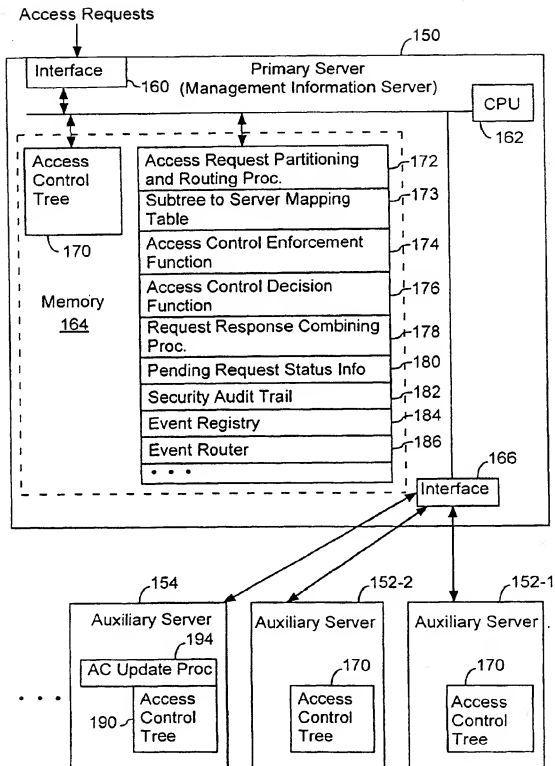 Access Requests
150
Interface
160
Primary Server
(Management Information Server)
CPU
162
Access
Control
Tree
170
Memory
164
Access Request Partitioning
and Routing Proc.
172
Subtree to Server Mapping
Table
173
Access Control Enforcement
Function
174
Access Control Decision
Function
176
Request Response Combining
Proc.
178
Pending Request Status Info
180
Security Audit Trail
182
Event Registry
184
Event Router
186
• • •
166
Interface
154
Auxiliary Server
194
AC Update Proc
190
Access
Control
Tree
• • •
152-2
Auxiliary Server
170
Access
Control
Tree
152-1
Auxiliary Server
170
Access
Control
Tree